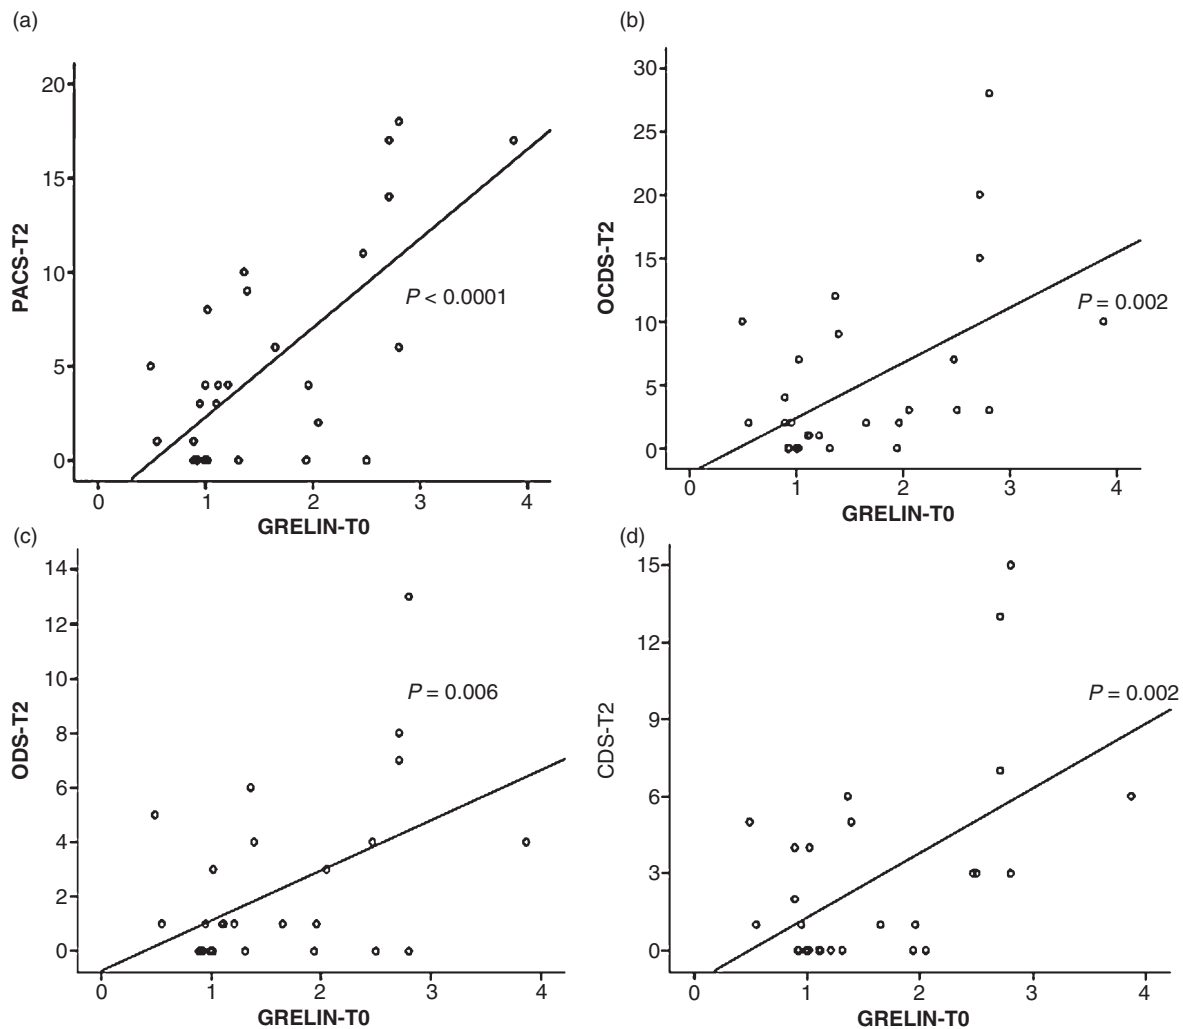 (a)
20
15
10
5
0
PACS-T2
P < 0.0001
0 1 2 3 4
GRELIN-T0
(b)
30
25
20
15
10
5
0
OCDS-T2
P = 0.002
0 1 2 3 4
GRELIN-T0
(c)
14
12
10
8
6
4
2
0
ODS-T2
P = 0.006
0 1 2 3 4
GRELIN-T0
(d)
15
12
9
6
3
0
CDS-T2
P = 0.002
0 1 2 3 4
GRELIN-T0